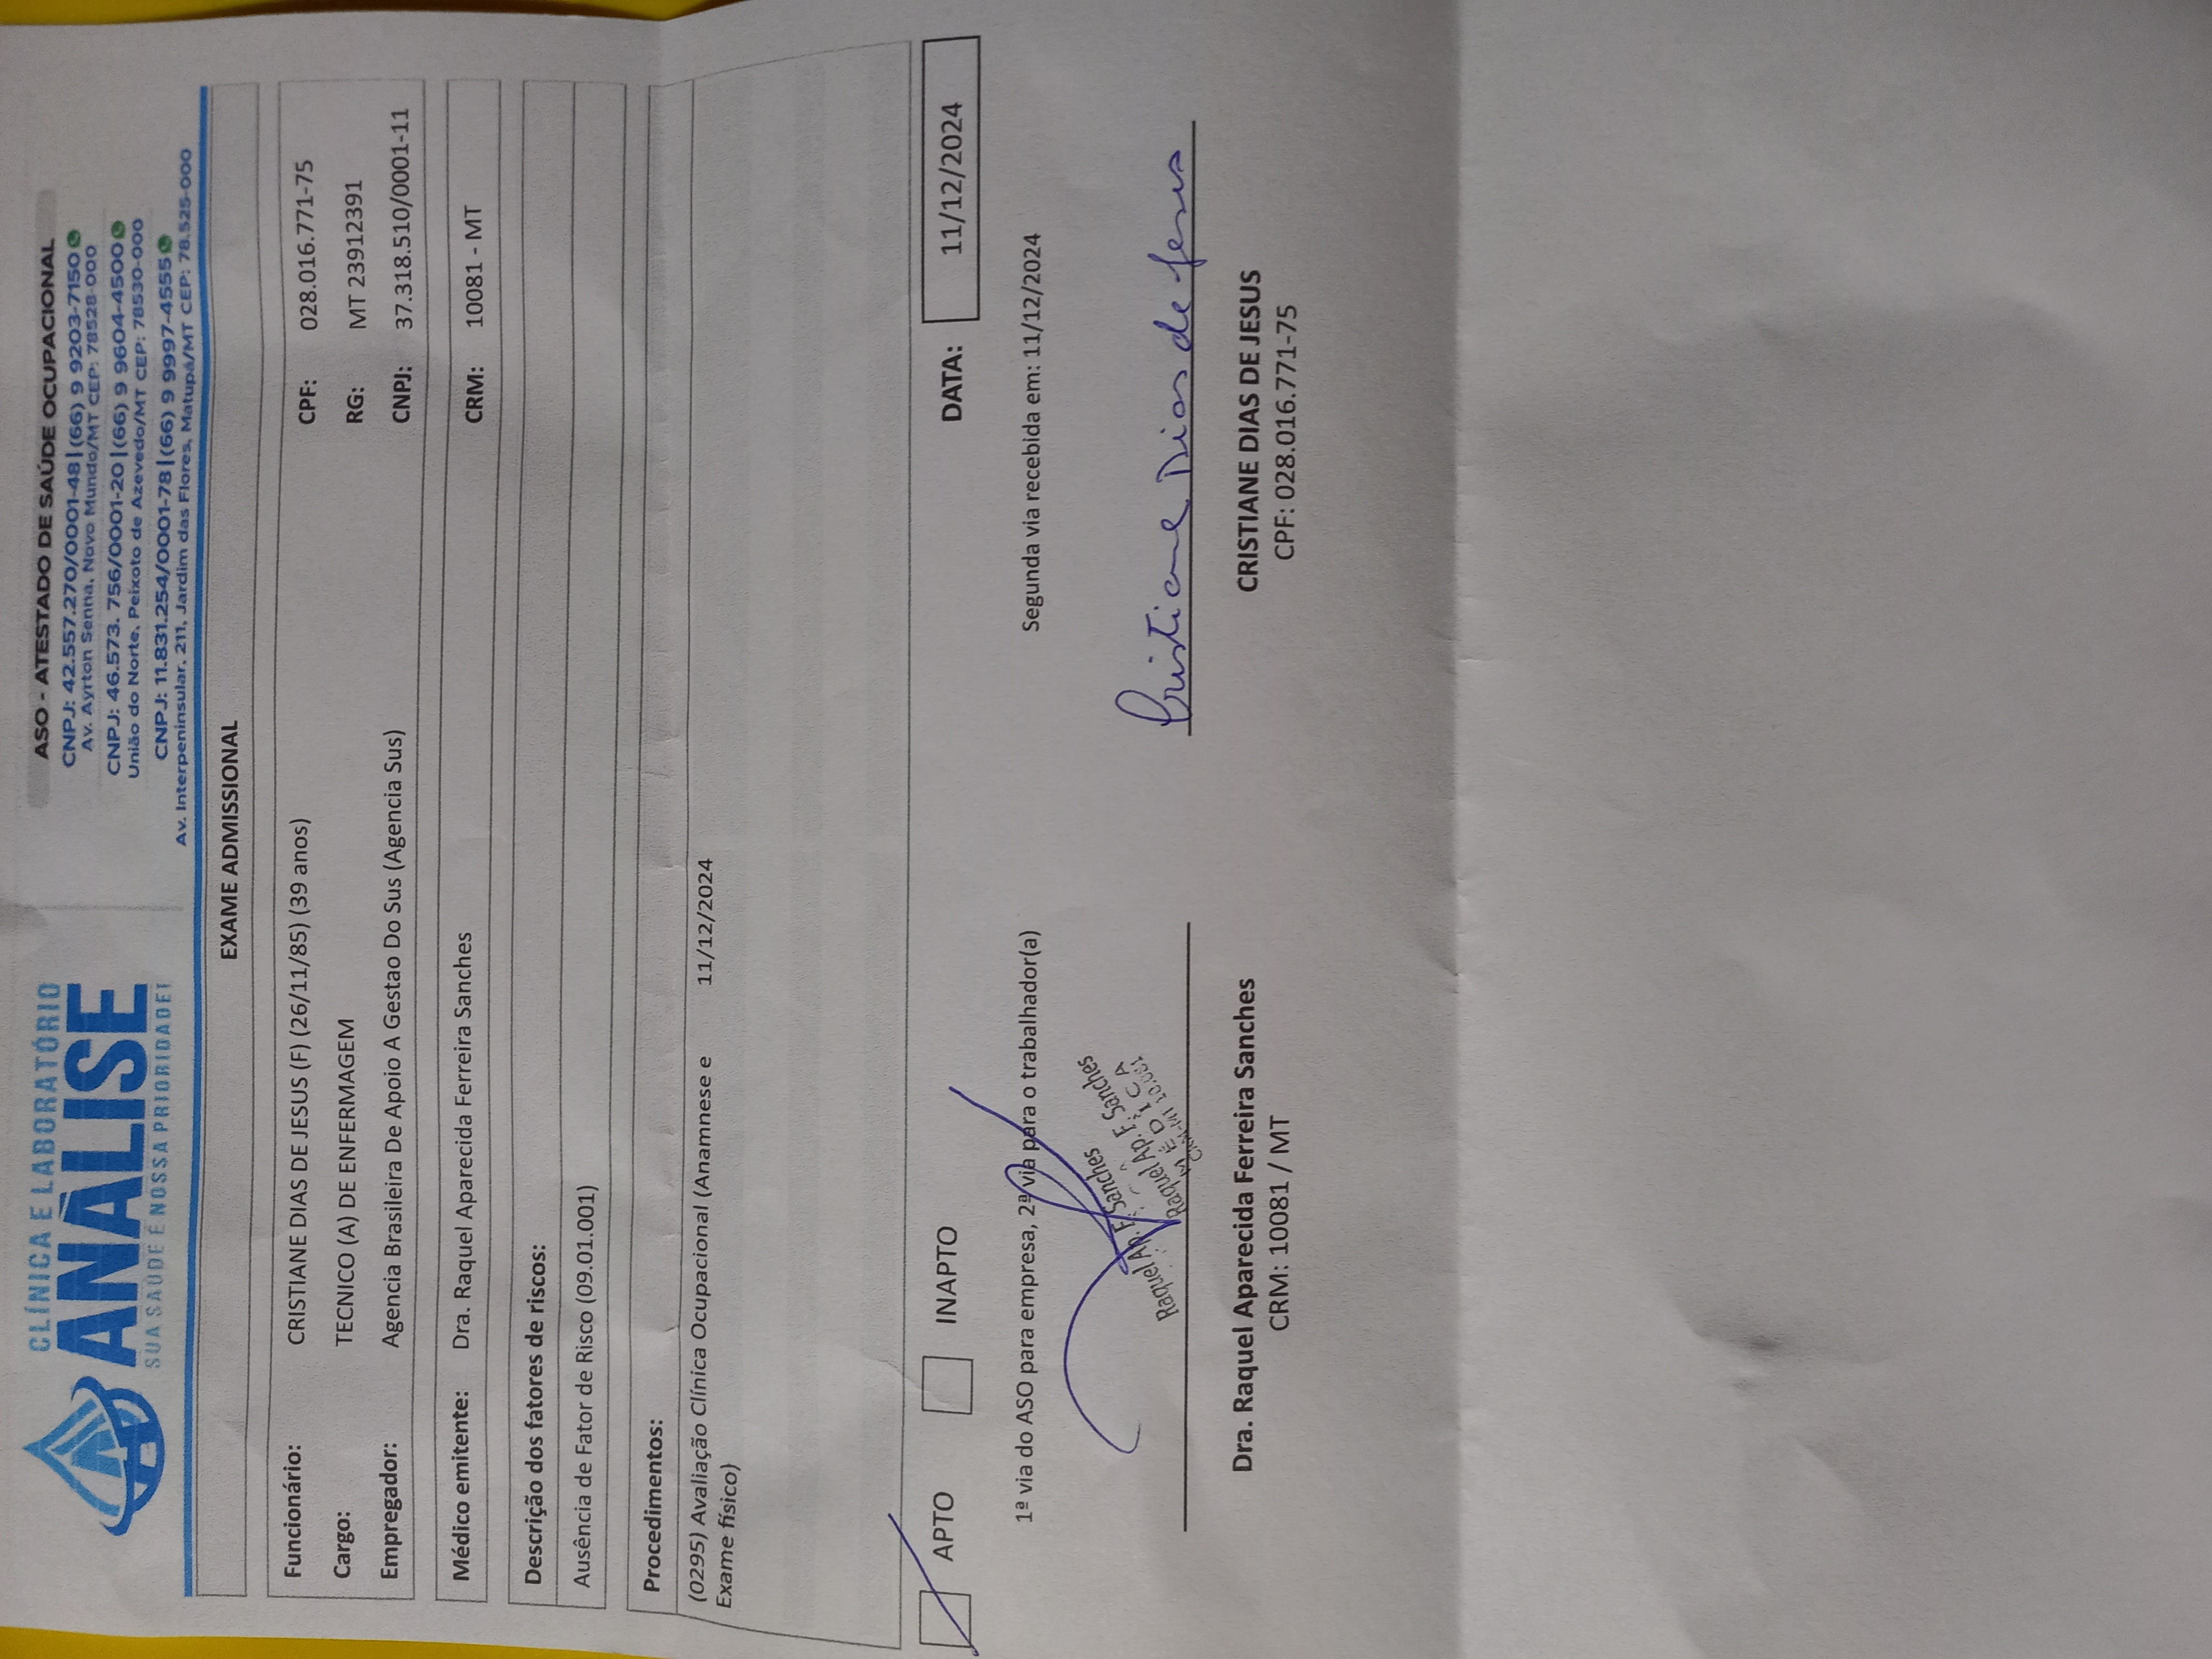 CLÍNICA E LABORATÓRIO
ANÁLISE
SUA SAÚDE É NOSSA PRIORIDADE!
ASO - ATESTADO DE SAÚDE OCUPACIONAL
CNPJ: 42.557.270/0001-48|(66) 9 9203-7150
Av. Ayrton Senna, Novo Mundo/MT CEP: 78528-000
CNPJ: 46.573. 756/0001-20|(66) 9 9604-4500
União do Norte, Peixoto de Azevedo/MT CEP: 78530-000
CNPJ: 11.831.254/0001-78|(66) 9 9997-4555
Av. Interpeninsular, 211, Jardim das Flores, Matupá/MT CEP: 78.525-000
EXAME ADMISSIONAL
Funcionário: CRISTIANE DIAS DE JESUS (F) (26/11/85) (39 anos) CPF: 028.016.771-75
Cargo: TECNICO (A) DE ENFERMAGEM RG: MT 23912391
Empregador: Agencia Brasileira De Apoio A Gestao Do Sus (Agencia Sus) CNPJ: 37.318.510/0001-11
Médico emitente: Dra. Raquel Aparecida Ferreira Sanches CRM: 10081 - MT
Descrição dos fatores de riscos:
Ausência de Fator de Risco (09.01.001)
Procedimentos:
(0295) Avaliação Clínica Ocupacional (Anamnese e 11/12/2024
Exame físico)
APTO INAPTO DATA: 11/12/2024
1ª via do ASO para empresa, 2ª via para o trabalhador(a) Segunda via recebida em: 11/12/2024
Raquel Ap. F. Sanches
Raquel Ap. F. Sanches
MÉDICA
CRM-MT 10.081
Cristiane Dias de Jesus
Dra. Raquel Aparecida Ferreira Sanches
CRM: 10081 / MT
CRISTIANE DIAS DE JESUS
CPF: 028.016.771-75